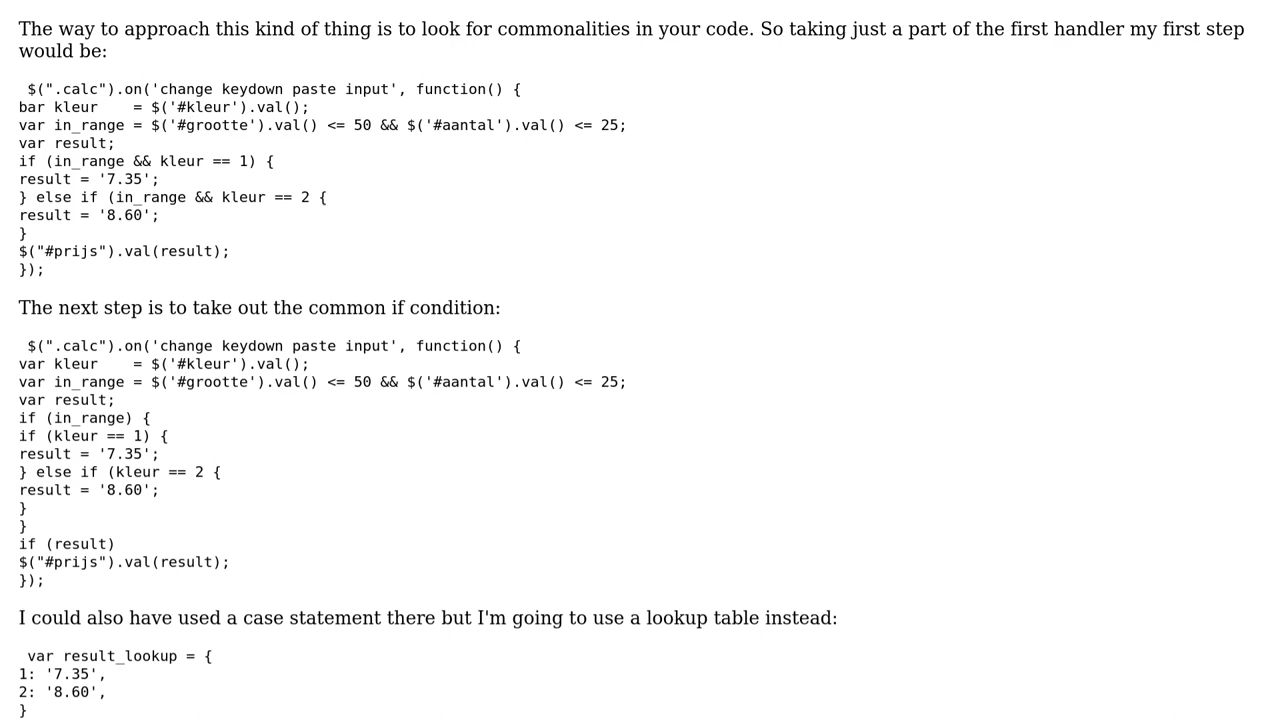 The way to approach this kind of thing is to look for commonalities in your code. So taking just a part of the first handler my first step
would be:
$(".calc").on('change keydown paste input', function() {
bar kleur    = $('#kleur').val();
var in_range = $('#grootte').val() <= 50 && $('#aantal').val() <= 25;
var result;
if (in_range && kleur == 1) {
result = '7.35';
} else if (in_range && kleur == 2 {
result = '8.60';
}
$("#prijs").val(result);
});
The next step is to take out the common if condition:
$(".calc").on('change keydown paste input', function() {
var kleur    = $('#kleur').val();
var in_range = $('#grootte').val() <= 50 && $('#aantal').val() <= 25;
var result;
if (in_range) {
if (kleur == 1) {
result = '7.35';
} else if (kleur == 2 {
result = '8.60';
}
}
if (result)
$("#prijs").val(result);
});
I could also have used a case statement there but I'm going to use a lookup table instead:
var result_lookup = {
1: '7.35',
2: '8.60',
}